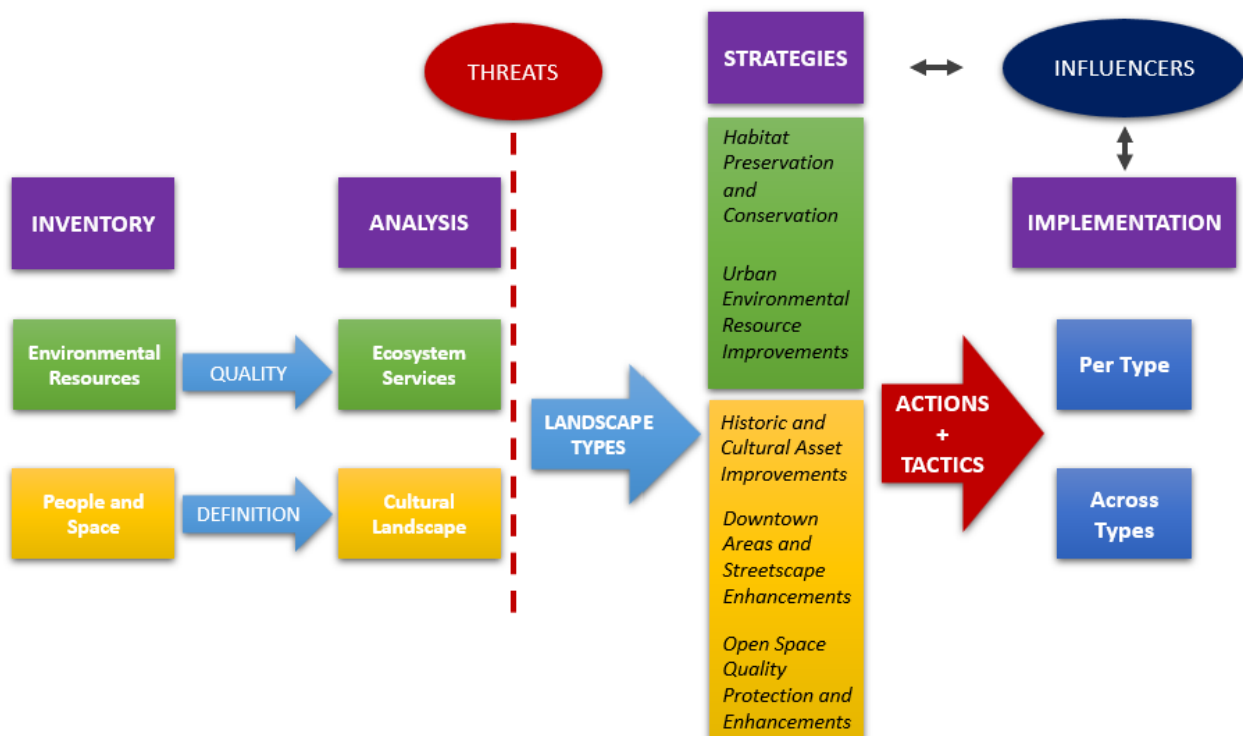 THREATS
STRATEGIES
INFLUENCERS
INVENTORY
ANALYSIS
IMPLEMENTATION
Environmental
Resources
QUALITY
Ecosystem
Services
People and
Space
DEFINITION
Cultural
Landscape
LANDSCAPE
TYPES
Habitat
Preservation
and
Conservation
Urban
Environmental
Resource
Improvements
Historic and
Cultural Asset
Improvements
Downtown
Areas and
Streetscape
Enhancements
Open Space
Quality
Protection and
Enhancements
ACTIONS
+
TACTICS
Per Type
Across
Types